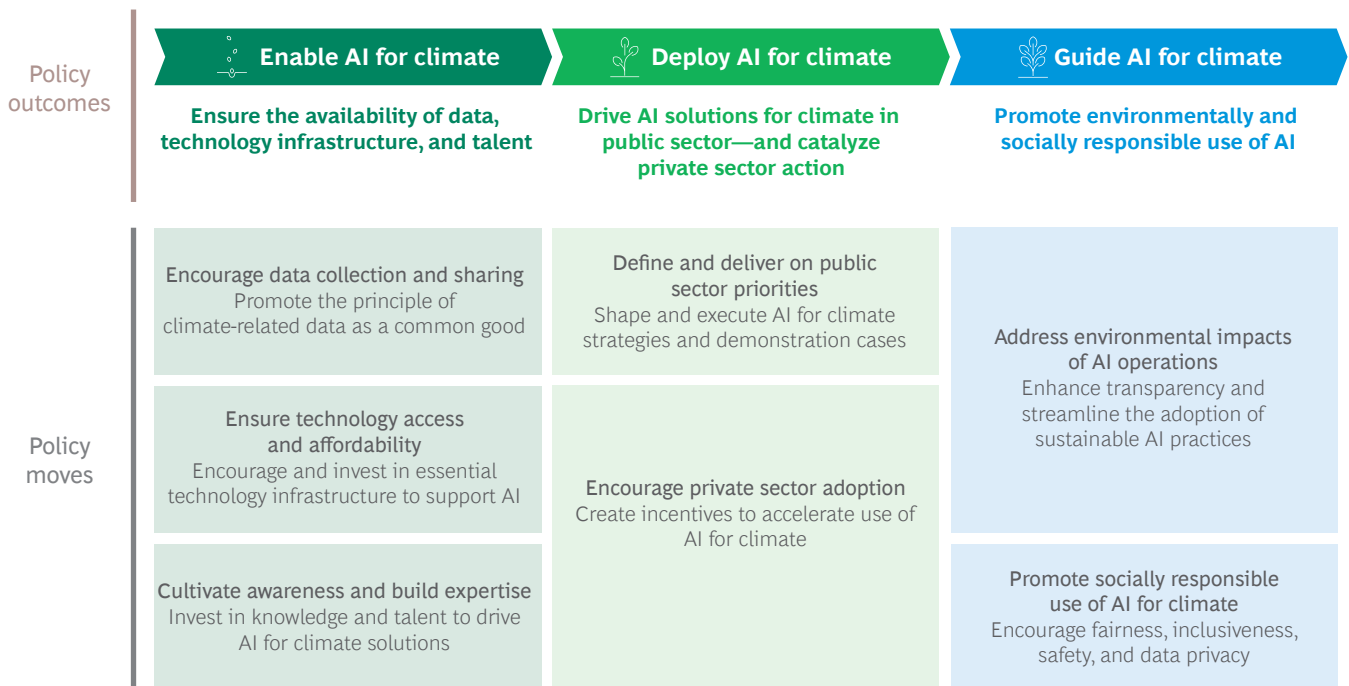 Policy
outcomes
Enable AI for climate
Ensure the availability of data,
technology infrastructure, and talent
Deploy AI for climate
Drive AI solutions for climate in
public sector—and catalyze
private sector action
Guide AI for climate
Promote environmentally and
socially responsible use of AI
Policy
moves
Encourage data collection and sharing
Promote the principle of
climate-related data as a common good
Ensure technology access
and affordability
Encourage and invest in essential
technology infrastructure to support AI
Cultivate awareness and build expertise
Invest in knowledge and talent to drive
AI for climate solutions
Define and deliver on public
sector priorities
Shape and execute AI for climate
strategies and demonstration cases
Encourage private sector adoption
Create incentives to accelerate use of
AI for climate
Address environmental impacts
of AI operations
Enhance transparency and
streamline the adoption of
sustainable AI practices
Promote socially responsible
use of AI for climate
Encourage fairness, inclusiveness,
safety, and data privacy